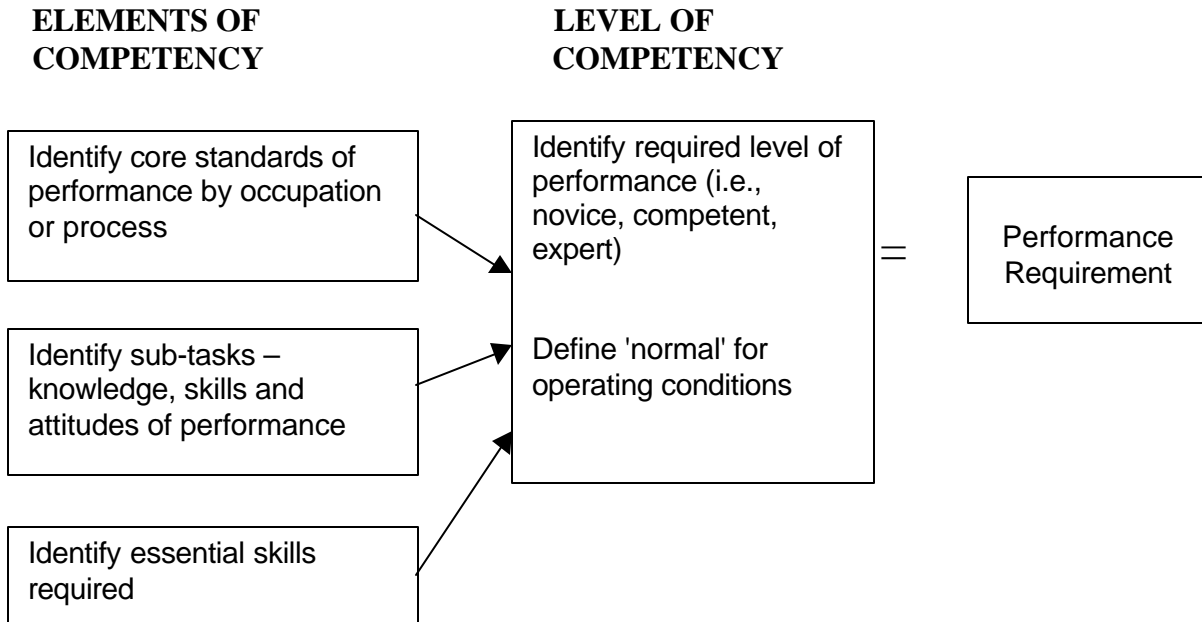 ELEMENTS OF
COMPETENCY
LEVEL OF
COMPETENCY
Identify core standards of
performance by occupation
or process
Identify sub-tasks –
knowledge, skills and
attitudes of performance
Identify essential skills
required
Identify required level of
performance (i.e.,
novice, competent,
expert)
Define 'normal' for
operating conditions
=
Performance
Requirement